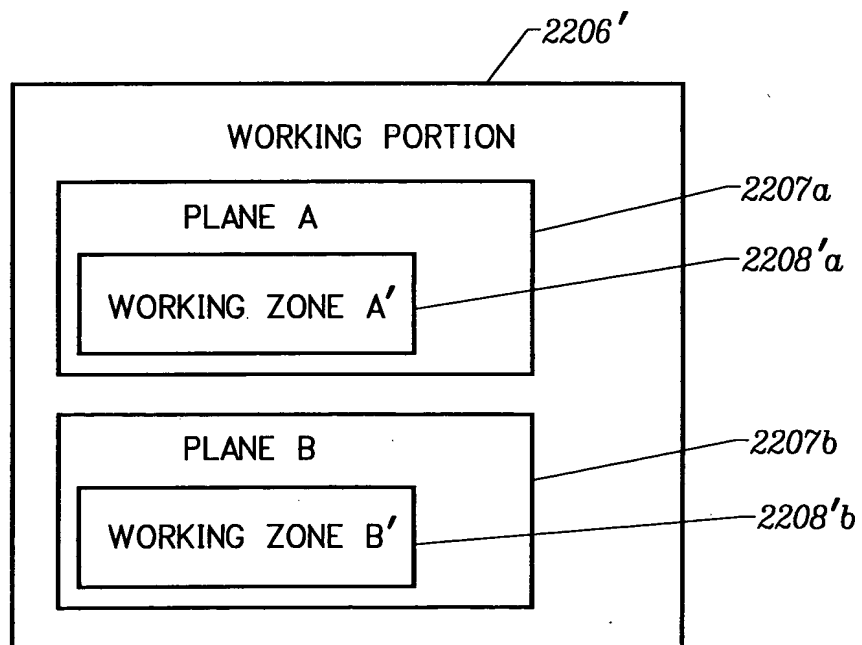 2206'
WORKING PORTION
2207a
PLANE A
2208'a
WORKING ZONE A'
PLANE B
2207b
WORKING ZONE B'
2208'b